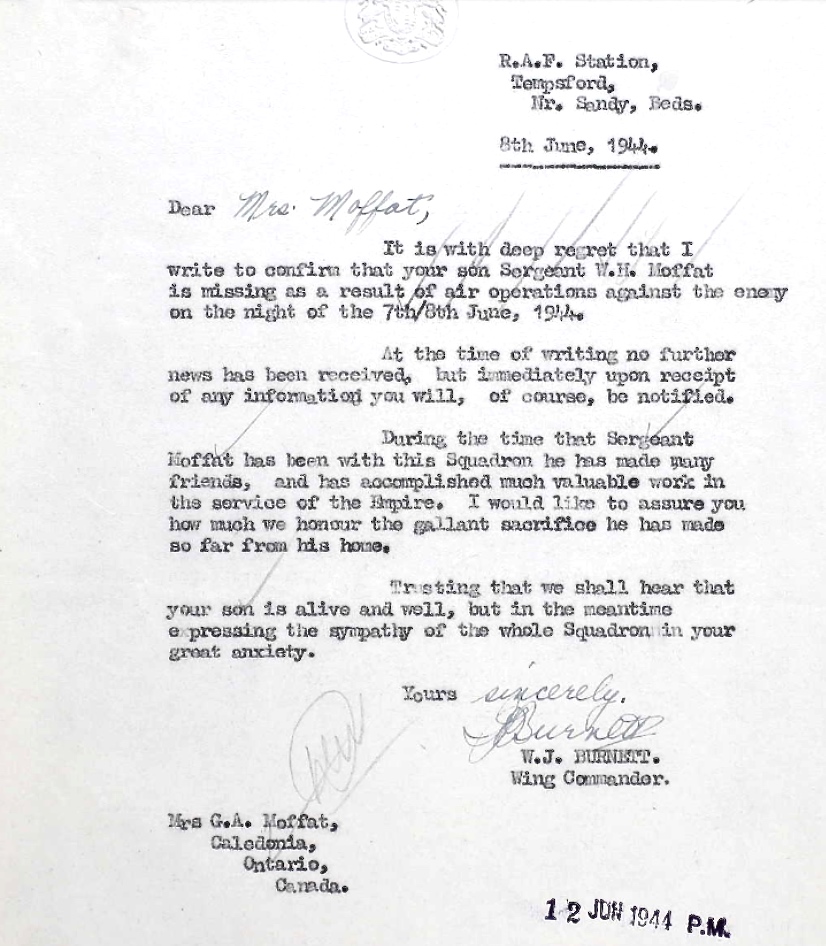 R.A.F. Station,
Tempsford,
Nr. Sandy, Beds.
8th June, 1944.
Dear Mrs. Moffat,
It is with deep regret that I
write to confirm that your son Sergeant W.H. Moffat
is missing as a result of air operations against the enemy
on the night of the 7th/8th June, 1944.
At the time of writing no further
news has been received, but immediately upon receipt
of any information you will, of course, be notified.
During the time that Sergeant
Moffat has been with this Squadron he has made many
friends, and has accomplished much valuable work in
the service of the Empire. I would like to assure you
how much we honour the gallant sacrifice he has made
so far from his home.
Trusting that we shall hear that
your son is alive and well, but in the meantime
expressing the sympathy of the whole Squadron in your
great anxiety.
Yours sincerely.
Burnett
W.J. BURNETT.
Wing Commander.
Mrs G.A. Moffat,
Caledonia,
Ontario,
Canada.
12 JUN 1944 P.M.